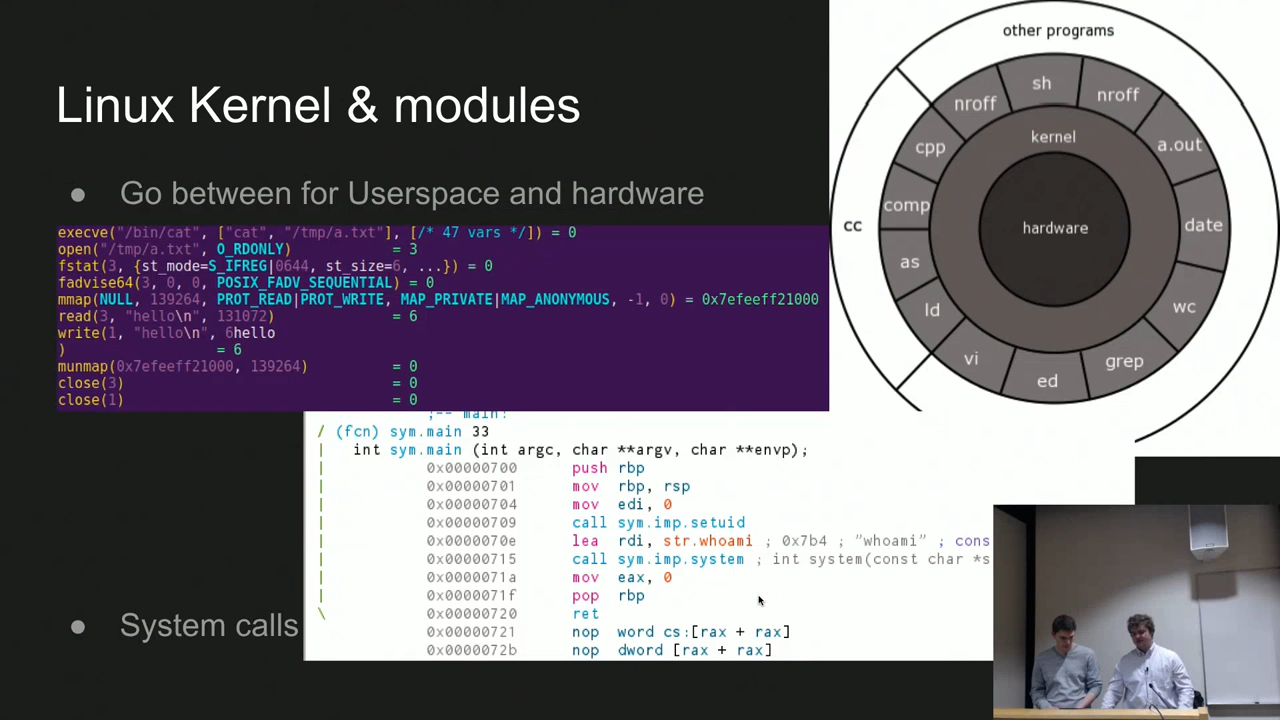 Linux Kernel & modules
● Go between for Userspace and hardware
execve("/bin/cat", ["cat", "/tmp/a.txt"], [/* 47 vars */]) = 0
open("/tmp/a.txt", O_RDONLY) = 3
fstat(3, {st_mode=S_IFREG|0644, st_size=6, ...}) = 0
fadvise64(3, 0, 0, POSIX_FADV_SEQUENTIAL) = 0
mmap(NULL, 139264, PROT_READ|PROT_WRITE, MAP_PRIVATE|MAP_ANONYMOUS, -1, 0) = 0x7efeeff21000
read(3, "hello\n", 131072) = 6
write(1, "hello\n", 6hello
) = 6
munmap(0x7efeeff21000, 139264) = 0
close(3) = 0
close(1) = 0
;-- main:
/ (fcn) sym.main 33
| int sym.main (int argc, char **argv, char **envp);
| 0x00000700 push rbp
| 0x00000701 mov rbp, rsp
| 0x00000704 mov edi, 0
| 0x00000709 call sym.imp.setuid
| 0x0000070e lea rdi, str.whoami ; 0x7b4 ; "whoami" ; cons
| 0x00000715 call sym.imp.system ; int system(const char *s
| 0x0000071a mov eax, 0
| 0x0000071f pop rbp
\ 0x00000720 ret
0x00000721 nop word cs:[rax + rax]
0x0000072b nop dword [rax + rax]
● System calls
other programs
sh
nroff
nroff
kernel
cpp
a.out
comp
cc
hardware
date
as
ld
wc
vi
grep
ed